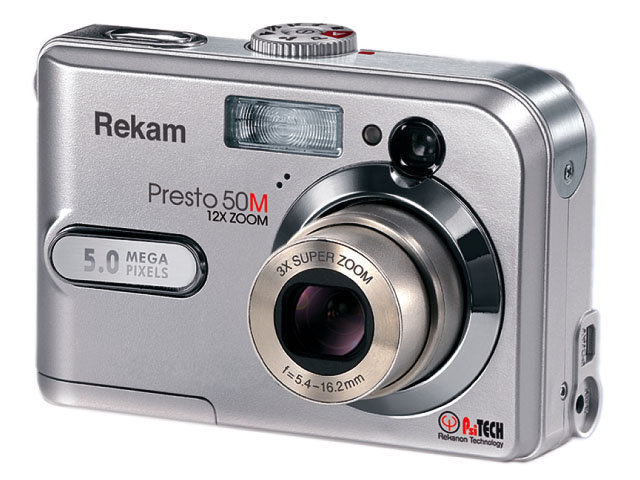 Rekam
Presto 50M
12X ZOOM
5.0 MEGA
PIXELS
3X SUPER ZOOM
f=5.4-16.2mm
PsiTECH
Rekanon Technology